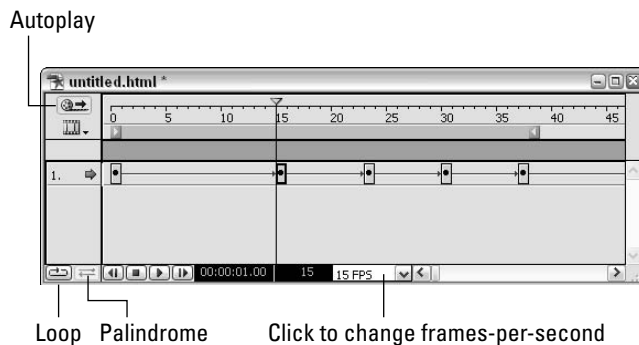 Autoplay
untitled.html *
0 5 10 15 20 25 30 35 40 45
1.
00:00:01.00 15 15 FPS
Loop Palindrome Click to change frames-per-second